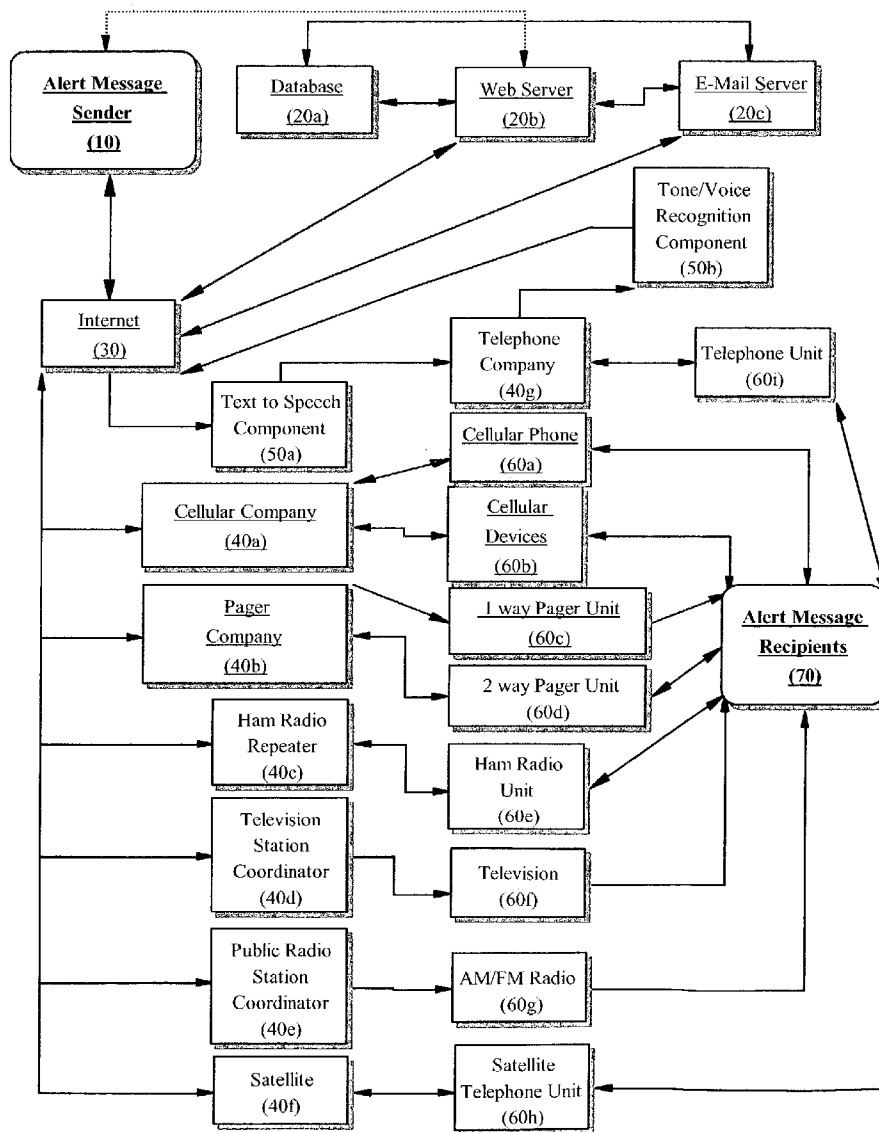 Alert Message
Sender
(10)
Database
(20a)
Web Server
(20b)
E-Mail Server
(20c)
Tone/Voice
Recognition
Component
(50b)
Internet
(30)
Telephone
Company
(40g)
Telephone Unit
(60i)
Text to Speech
Component
(50a)
Cellular Phone
(60a)
Cellular Company
(40a)
Cellular
Devices
(60b)
Pager
Company
(40b)
1 way Pager Unit
(60c)
Alert Message
Recipients
(70)
2 way Pager Unit
(60d)
Ham Radio
Repeater
(40c)
Ham Radio
Unit
(60e)
Television
Station
Coordinator
(40d)
Television
(60f)
Public Radio
Station
Coordinator
(40e)
AM/FM Radio
(60g)
Satellite
(40f)
Satellite
Telephone Unit
(60h)